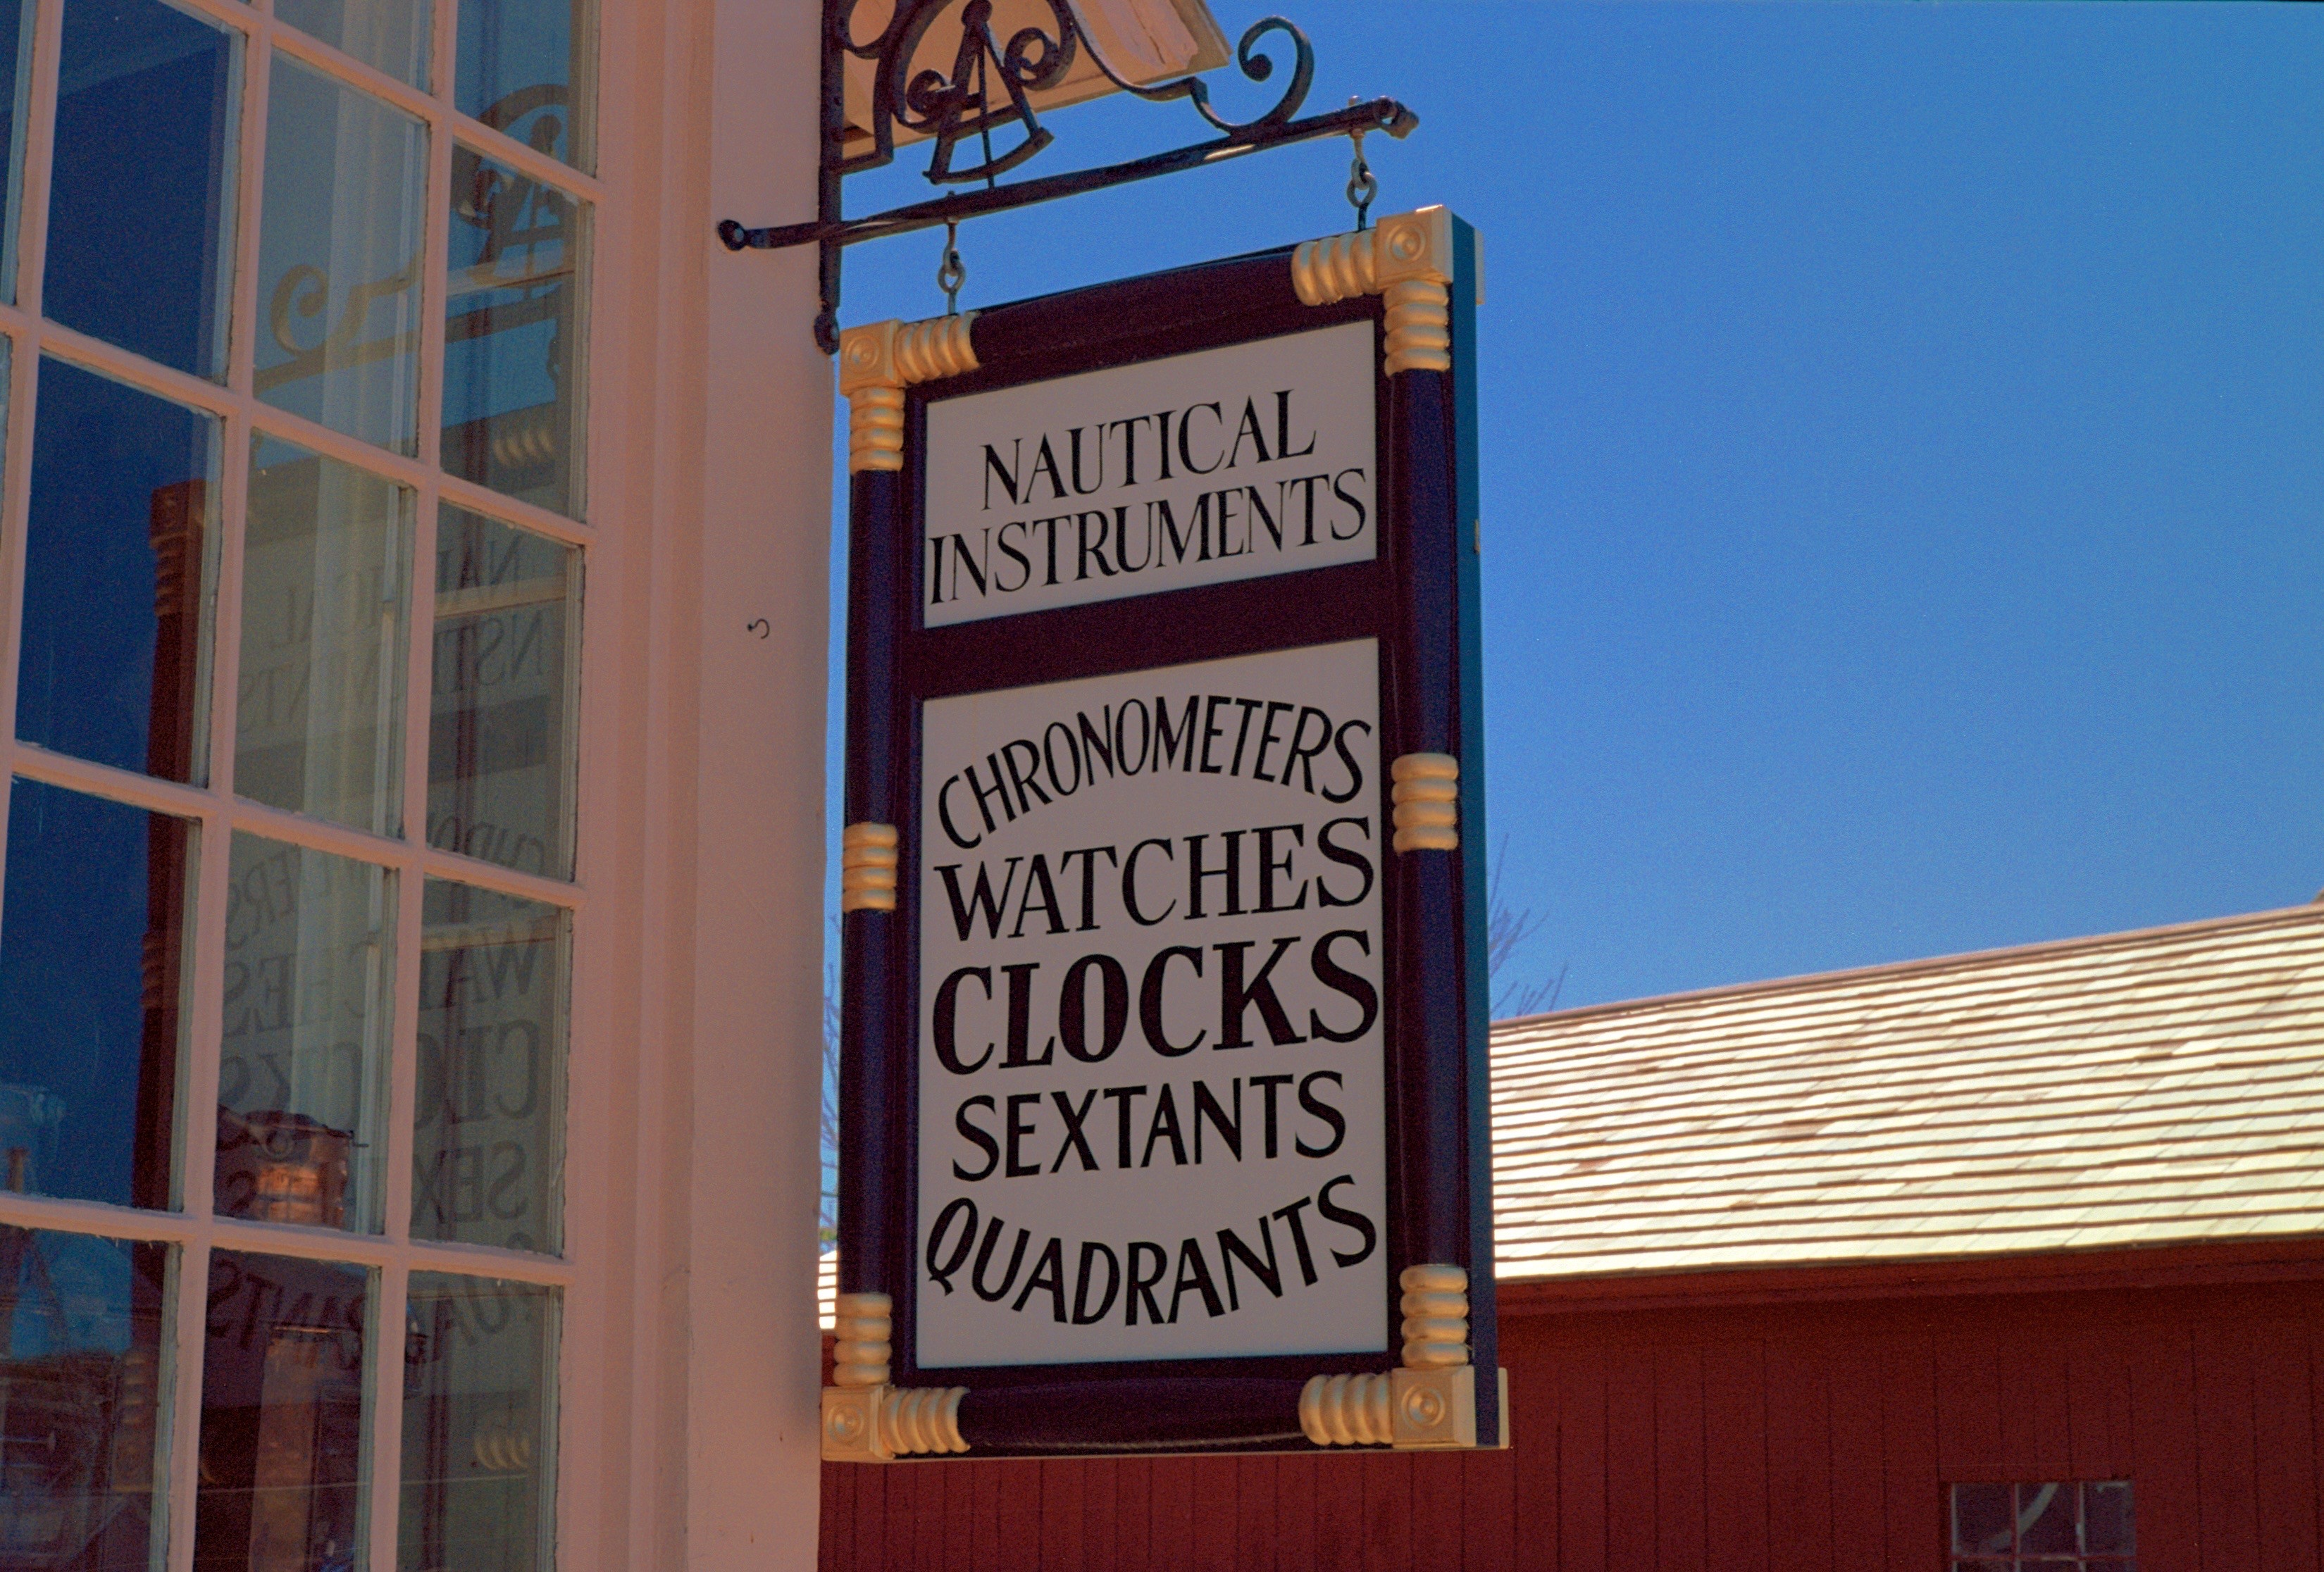 NAUTICAL
INSTRUMENTS
CHRONOMETERS
WATCHES
CLOCKS
SEXTANTS
QUADRANTS